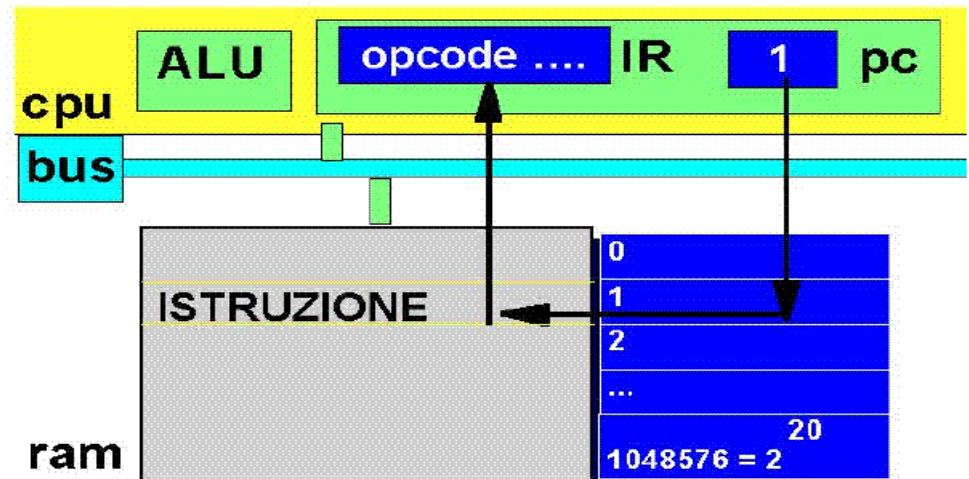 ALU
opcode .... IR
1
pc
cpu
bus
0
ISTRUZIONE
1
2
...
ram
20
1048576 = 2